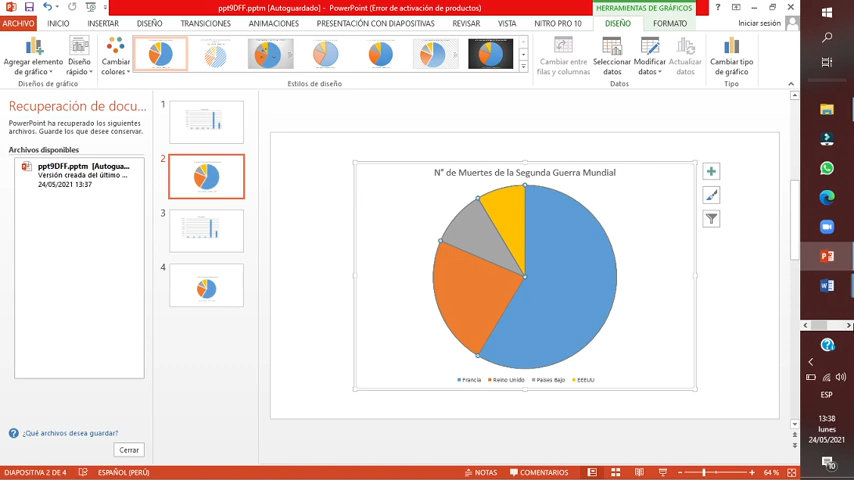 ppt9DFF.pptm (Autoguardado) - PowerPoint (Error de activación de productos)
HERRAMIENTAS DE GRÁFICOS
ARCHIVO INICIO INSERTAR DISEÑO TRANSICIONES ANIMACIONES PRESENTACIÓN CON DIAPOSITIVAS REVISAR VISTA NITRO PRO 10 DISEÑO FORMATO Iniciar sesión
Agregar elemento de gráfico
Diseño rápido
Cambiar colores
Cambiar entre filas y columnas
Seleccionar datos
Modificar datos
Actualizar datos
Cambiar tipo de gráfico
Diseños de gráfico Estilos de diseño Datos Tipo
Recuperación de docu...
PowerPoint ha recuperado los siguientes
archivos. Guarde los que desee conservar.
Archivos disponibles
ppt9DFF.pptm [Autogua...
Versión creada del último ...
24/05/2021 13:37
1
2
3
4
N° de Muertes de la Segunda Guerra Mundial
Francia Reino Unido Países Bajo EEEUU
¿Qué archivos desea guardar?
Cerrar
DIAPOSITIVA 2 DE 4 ESPAÑOL (PERÚ) NOTAS COMENTARIOS 64 %
ESP
13:38
lunes
24/05/2021
10